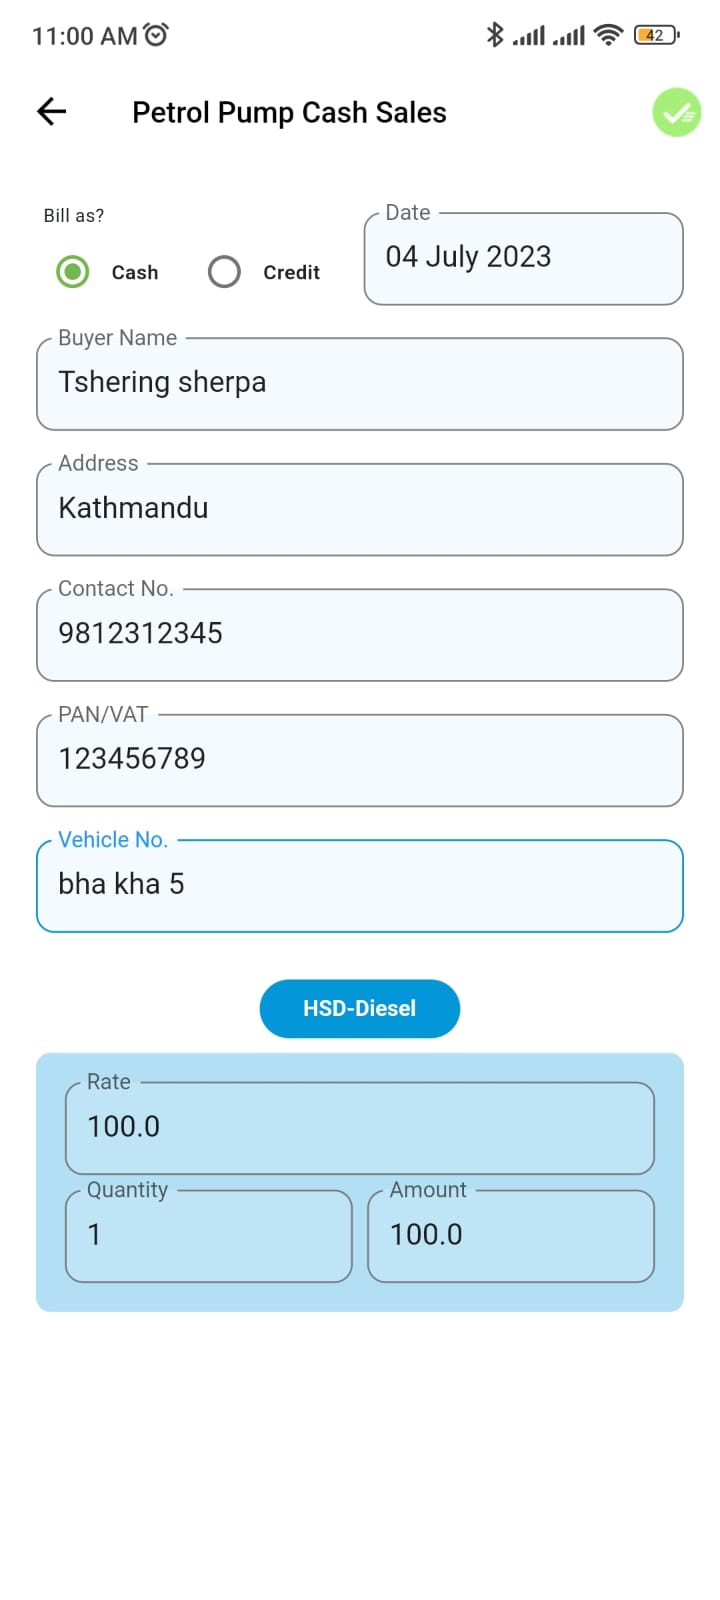 11:00 AM
42
Petrol Pump Cash Sales
Bill as?
Cash
Credit
Date
04 July 2023
Buyer Name
Tshering sherpa
Address
Kathmandu
Contact No.
9812312345
PAN/VAT
123456789
Vehicle No.
bha kha 5
HSD-Diesel
Rate
100.0
Quantity
1
Amount
100.0